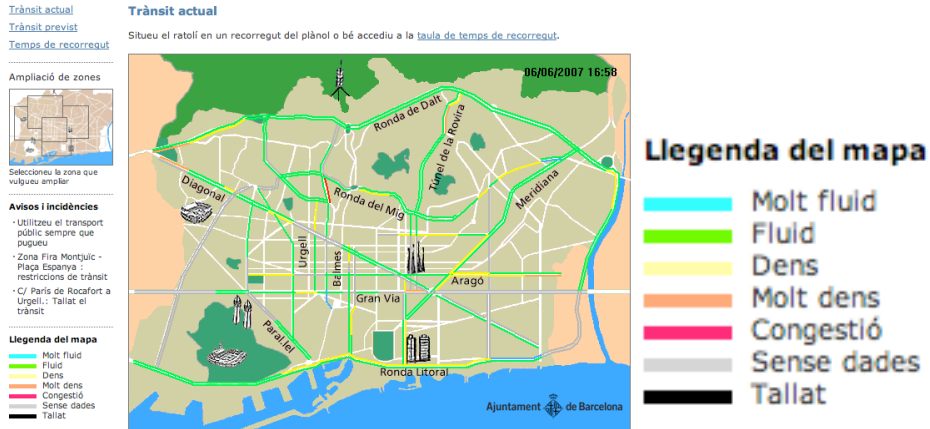 Trànsit actual
Trànsit previst
Temps de recorregut
Ampliació de zones
Seleccioneu la zona que
vulgueu ampliar
Avisos i incidències
· Utilitzeu el transport
públic sempre que
pugueu
· Zona Fira Montjuïc -
Plaça Espanya :
restriccions de trànsit
· C/ París de Rocafort a
Urgell.: Tallat el
trànsit
Llegenda del mapa
Molt fluid
Fluid
Dens
Molt dens
Congestió
Sense dades
Tallat
Trànsit actual
Situeu el ratolí en un recorregut del plànol o bé accediu a la taula de temps de recorregut.
06/06/2007 16:58
Ronda de Dalt
Túnel de la Rovira
Diagonal
Ronda del Mig
Meridiana
Urgell
Balmes
Aragó
Gran Via
Paral.lel
Ronda Litoral
Ajuntament de Barcelona
Llegenda del mapa
Molt fluid
Fluid
Dens
Molt dens
Congestió
Sense dades
Tallat